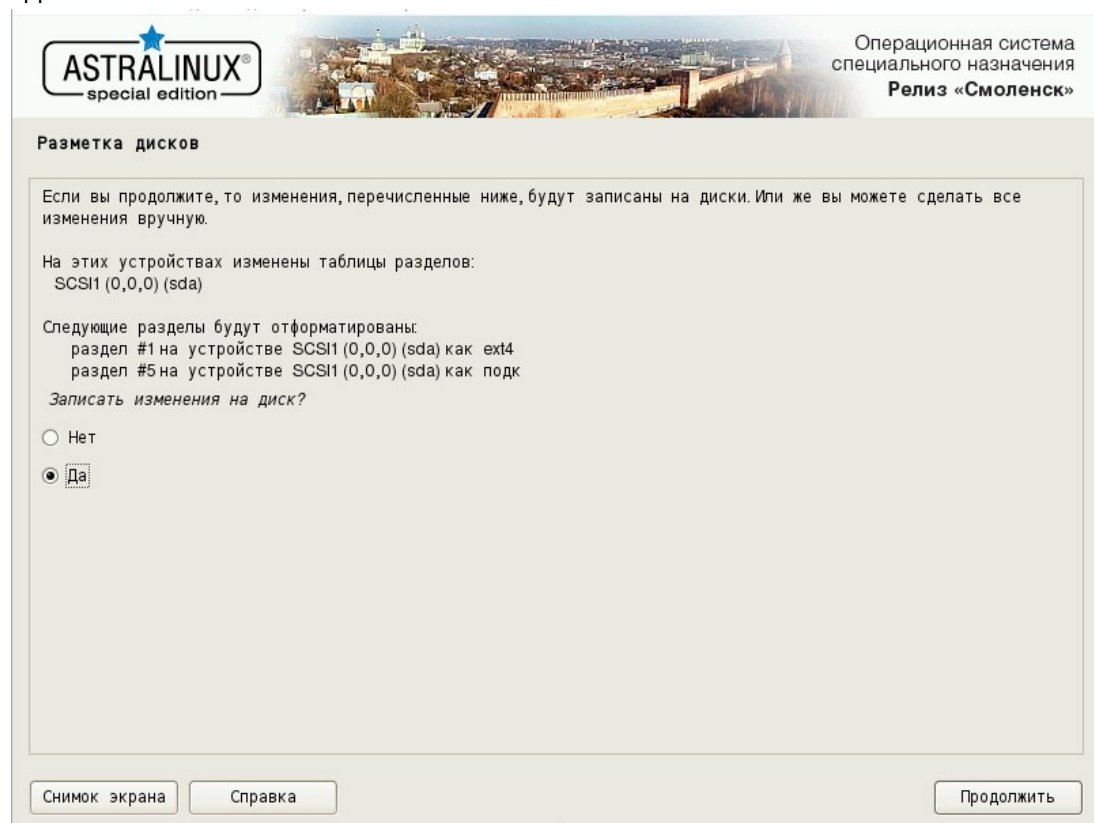 ASTRALINUX®
special edition
Операционная система
специального назначения
Релиз «Смоленск»
Разметка дисков
Если вы продолжите, то изменения, перечисленные ниже, будут записаны на диски. Или же вы можете сделать все
изменения вручную.
На этих устройствах изменены таблицы разделов:
SCSI1 (0,0,0) (sda)
Следующие разделы будут отформатированы:
раздел #1 на устройстве SCSI1 (0,0,0) (sda) как ext4
раздел #5 на устройстве SCSI1 (0,0,0) (sda) как подк
Записать изменения на диск?
Нет
Да
Снимок экрана
Справка
Продолжить